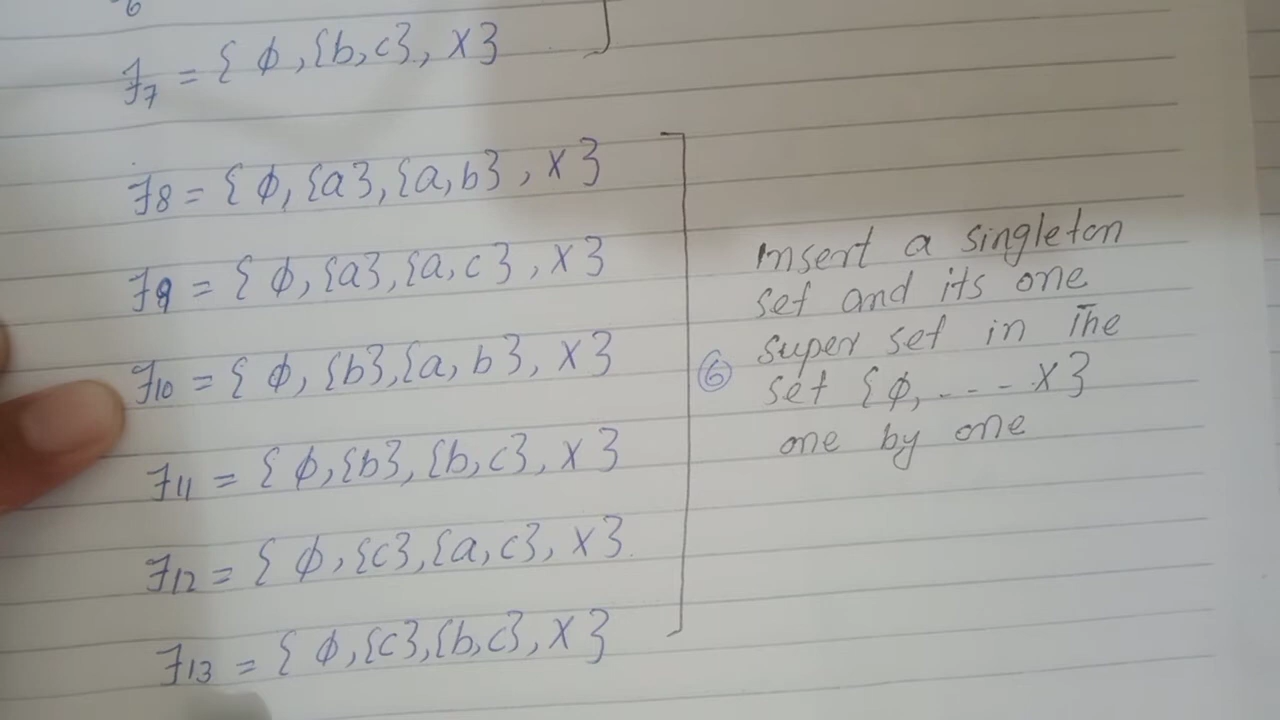 6
J7 = { φ, {b, c}, X }
J8 = { φ, {a}, {a, b}, X }
J9 = { φ, {a}, {a, c}, X }
J10 = { φ, {b}, {a, b}, X }
J11 = { φ, {b}, {b, c}, X }
J12 = { φ, {c}, {a, c}, X }
J13 = { φ, {c}, {b, c}, X }
Insert a singleton
set and its one
super set in the
⑥ set { φ, - - - X }
one by one